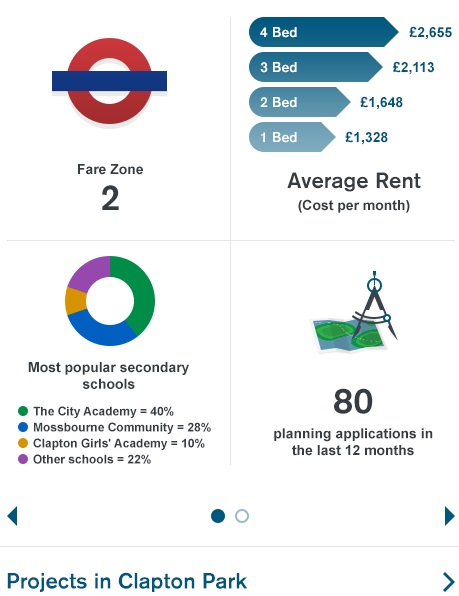 4 Bed £2,655
3 Bed £2,113
2 Bed £1,648
1 Bed £1,328
Average Rent
(Cost per month)
Fare Zone
2
Most popular secondary
schools
The City Academy = 40%
Mossbourne Community = 28%
Clapton Girls' Academy = 10%
Other schools = 22%
80
planning applications in
the last 12 months
Projects in Clapton Park